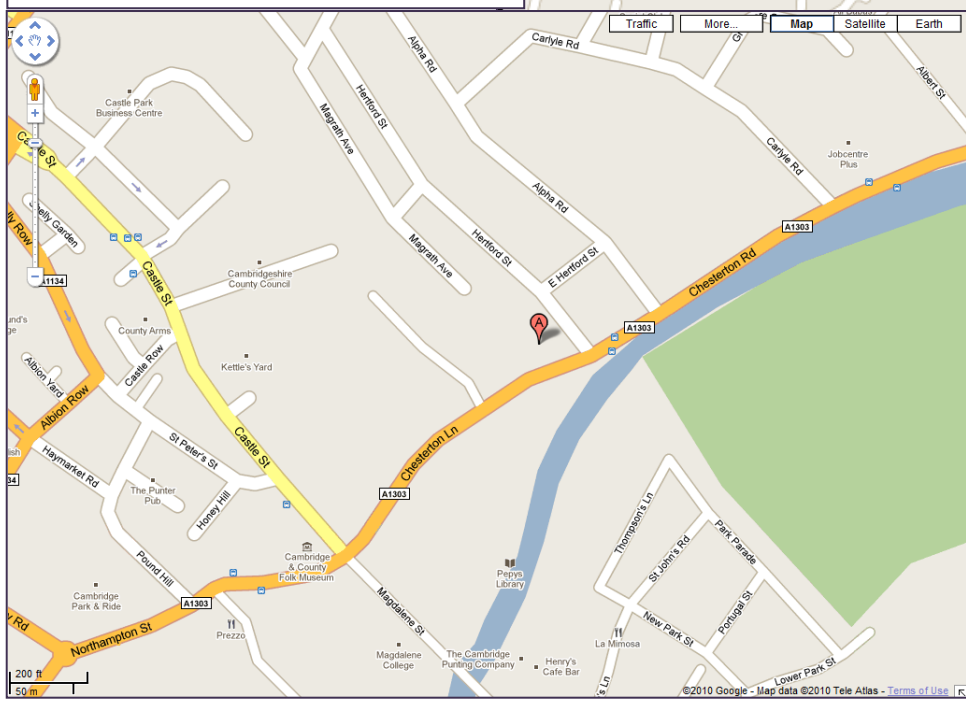 Traffic
More...
Map
Satellite
Earth
Carlyle Rd
Alpha Rd
Albert St
Castle Park
Business Centre
Hertford St
Magrath Ave
Castle St
Carlyle Rd
Jobcentre
Plus
Alpha Rd
A1303
Hertford St
Magrath Ave
E Hertford St
Chesterton Rd
Cambridgeshire
County Council
Castle St
A1134
County Arms
Castle Row
A
A1303
Kettle's Yard
Albion Yard
Albion Row
Castle St
St Peter's St
Chesterton Ln
Haymarket Rd
The Punter
Pub
Honey Hill
A1303
34
Thompson's Ln
St John's Rd
Park Parade
Pound Hill
Cambridge
& County
Folk Museum
Pepys
Library
Cambridge
Park & Ride
A1303
Prezzo
Magdalene St
Portugal St
New Park St
La Mimosa
Northampton St
Magdalene
College
The Cambridge
Punting Company
Henry's
Cafe Bar
Lower Park St
200 ft
50 m
©2010 Google - Map data ©2010 Tele Atlas - Terms of Use